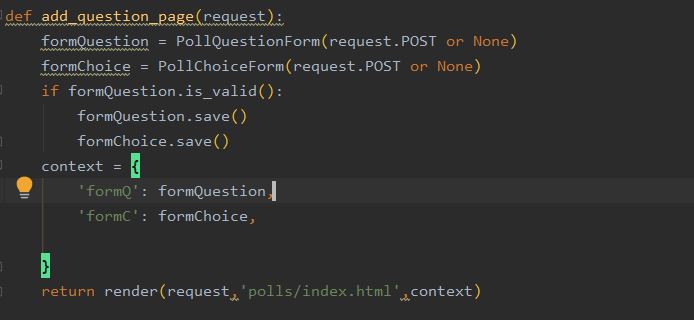 def add_question_page(request):
    formQuestion = PollQuestionForm(request.POST or None)
    formChoice = PollChoiceForm(request.POST or None)
    if formQuestion.is_valid():
        formQuestion.save()
        formChoice.save()
    context = {
        'formQ': formQuestion,
        'formC': formChoice,
    }
    return render(request,'polls/index.html',context)